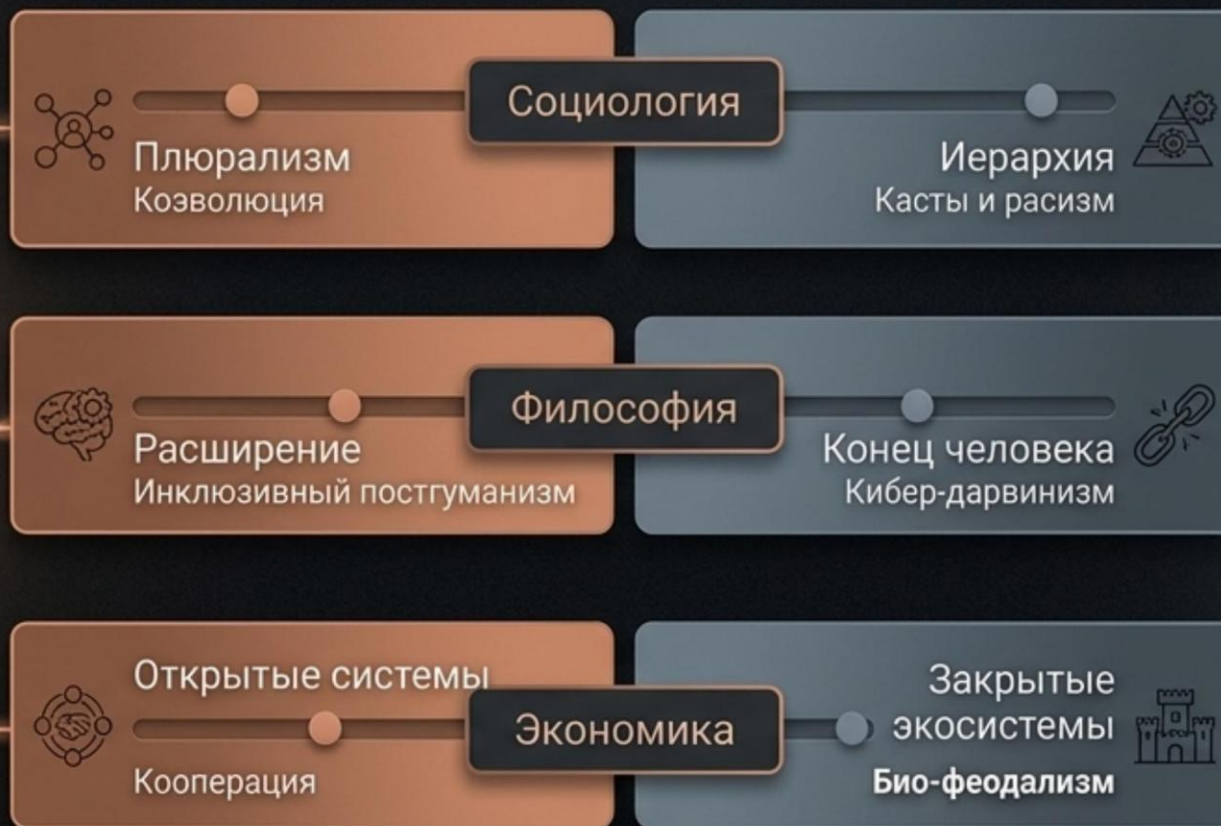 Социология
Плюрализм
Коэволюция
Иерархия
Касты и расизм
Философия
Расширение
Инклюзивный постгуманизм
Конец человека
Кибер-дарвинизм
Открытые системы
Экономика
Кооперация
Закрытые
экосистемы
Био-феодализм